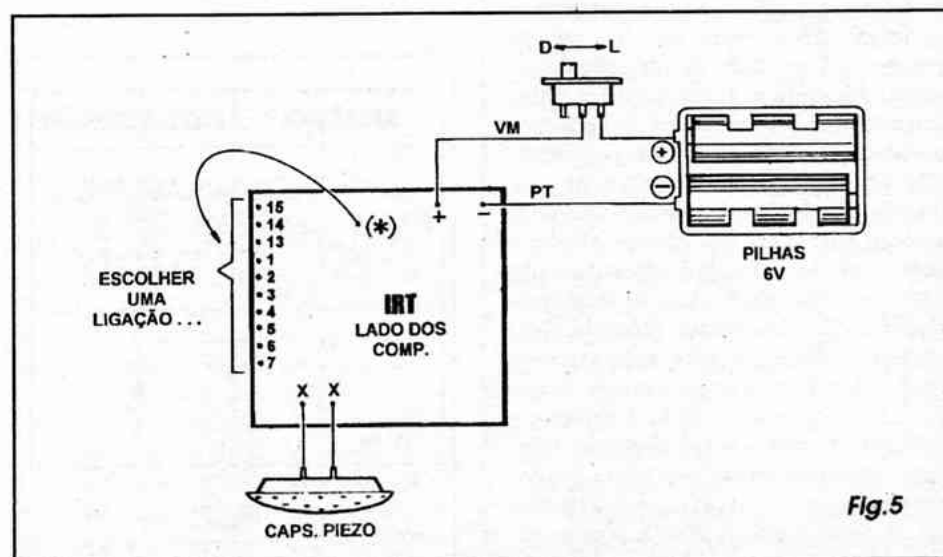 D L
VM
+
−
PT
PILHAS
6V
15
14
13
1
2
3
4
5
6
7
(*)
+
−
ESCOLHER
UMA
LIGAÇÃO...
IRT
LADO DOS
COMP.
X X
CAPS. PIEZO
Fig.5